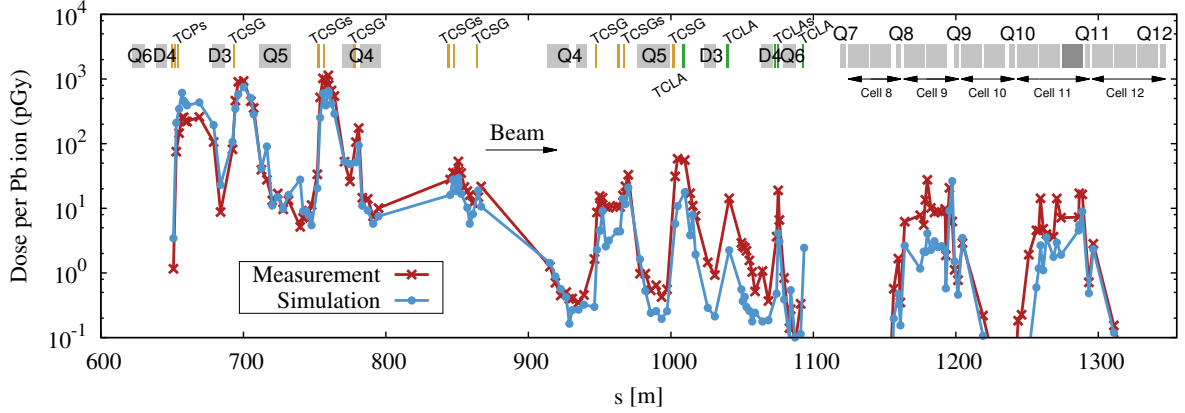 TCPs TCSG TCSGs TCSG TCSGs TCSG TCSG TCSGs TCSG TCLA TCLAs TCLA
Q6 D4 D3 Q5 Q4 Q4 Q5 D3 D4 Q6 Q7 Q8 Q9 Q10 Q11 Q12
TCLA
Cell 8 Cell 9 Cell 10 Cell 11 Cell 12
Beam
Measurement
Simulation
Dose per Pb ion (pGy)
10^4
10^3
10^2
10^1
10^0
10^-1
600 700 800 900 1000 1100 1200 1300
s [m]